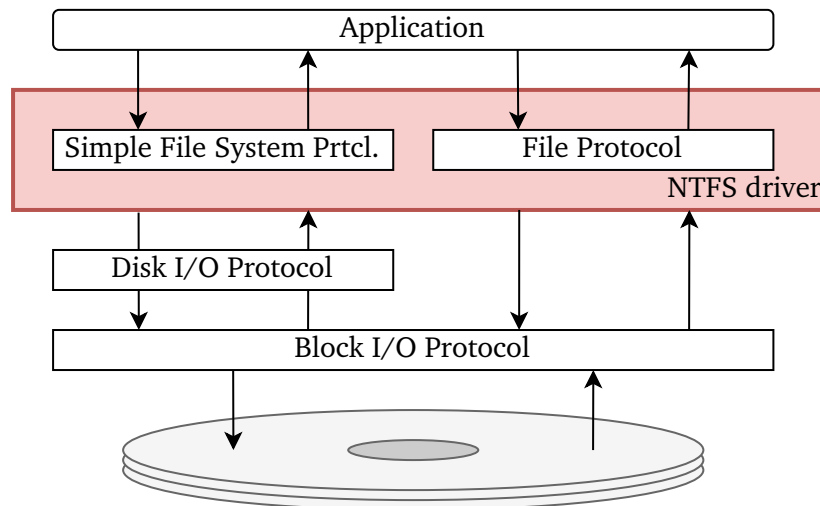 Application
Simple File System Prtcl.
File Protocol
NTFS driver
Disk I/O Protocol
Block I/O Protocol